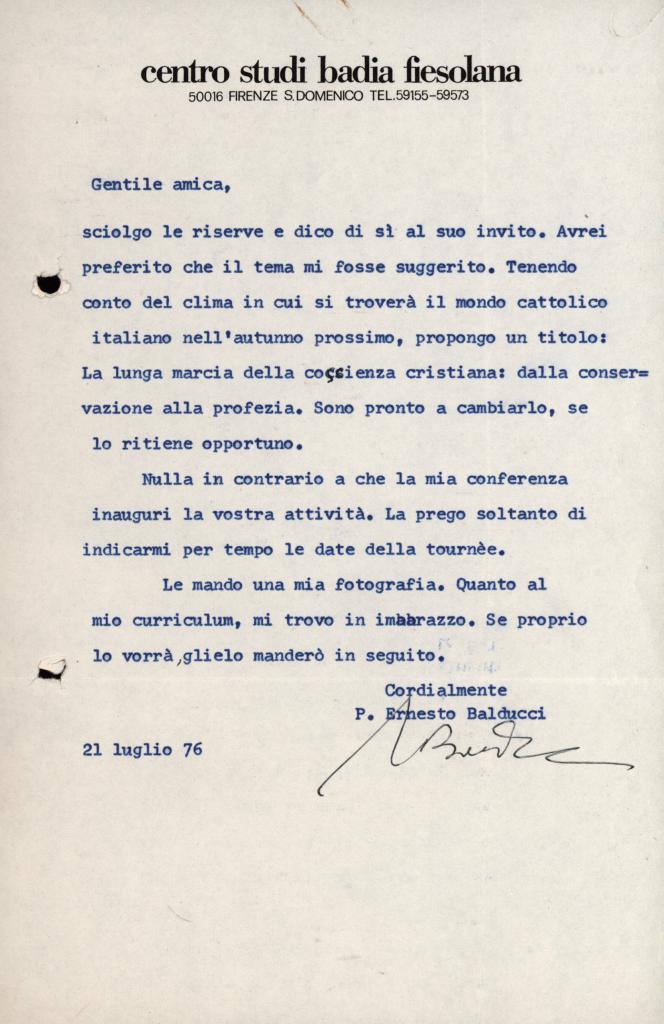 centro studi badia fiesolana
50016 FIRENZE S.DOMENICO TEL.59155-59573
Gentile amica,
sciolgo le riserve e dico di sì al suo invito. Avrei
preferito che il tema mi fosse suggerito. Tenendo
conto del clima in cui si troverà il mondo cattolico
italiano nell'autunno prossimo, propongo un titolo:
La lunga marcia della coscienza cristiana: dalla conser=
vazione alla profezia. Sono pronto a cambiarlo, se
lo ritiene opportuno.
Nulla in contrario a che la mia conferenza
inauguri la vostra attività. La prego soltanto di
indicarmi per tempo le date della tournèe.
Le mando una mia fotografia. Quanto al
mio curriculum, mi trovo in imbarazzo. Se proprio
lo vorrà,glielo manderò in seguito.
Cordialmente
P. Ernesto Balducci
21 luglio 76